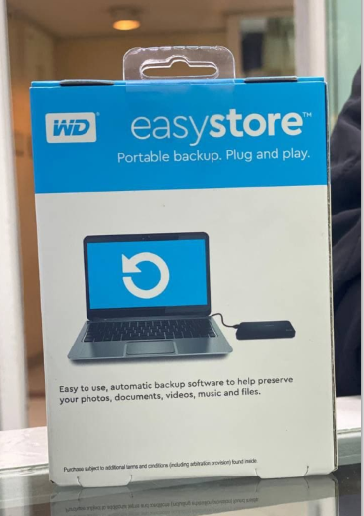 WD
easystore™
Portable backup. Plug and play.
Easy to use, automatic backup software to help preserve
your photos, documents, videos, music and files.
Purchase subject to additional terms and conditions (including arbitration provision) found inside.